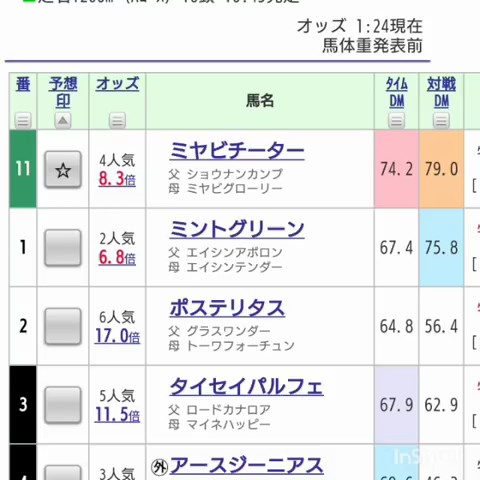 オッズ 1:24現在
馬体重発表前
番 予想印 オッズ 馬名 タイムDM 対戦DM
11 ☆ 4人気 8.3倍 ミヤビチーター 74.2 79.0
父 ショウナンカンプ
母 ミヤビグローリー
1 2人気 6.8倍 ミントグリーン 67.4 75.8
父 エイシンアポロン
母 エイシンテンダー
2 6人気 17.0倍 ポステリタス 64.8 56.4
父 グラスワンダー
母 トーワフォーチュン
3 5人気 11.5倍 タイセイパルフェ 67.9 62.9
父 ロードカナロア
母 マイネハッピー
3人気 外 アースジーニアス